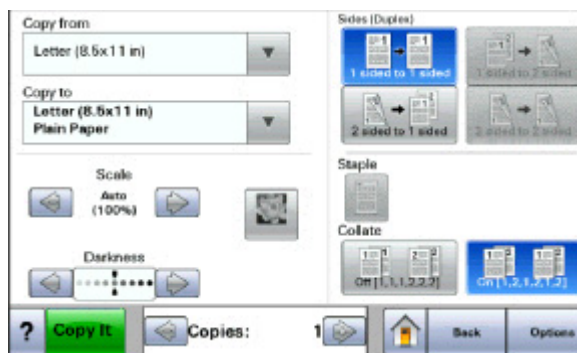 Copy from
Letter (8.5x11 in)
Copy to
Letter (8.5x11 in)
Plain Paper
Scale
Auto
(100%)
Darkness
Sides (Duplex)
1 sided to 1 sided
1 sided to 2 sided
2 sided to 1 sided
2 sided to 2 sided
Staple
Collate
Off [1,1,1,2,2,2]
On [1,2,1,2,1,2]
? Copy It Copies: 1 Back Options